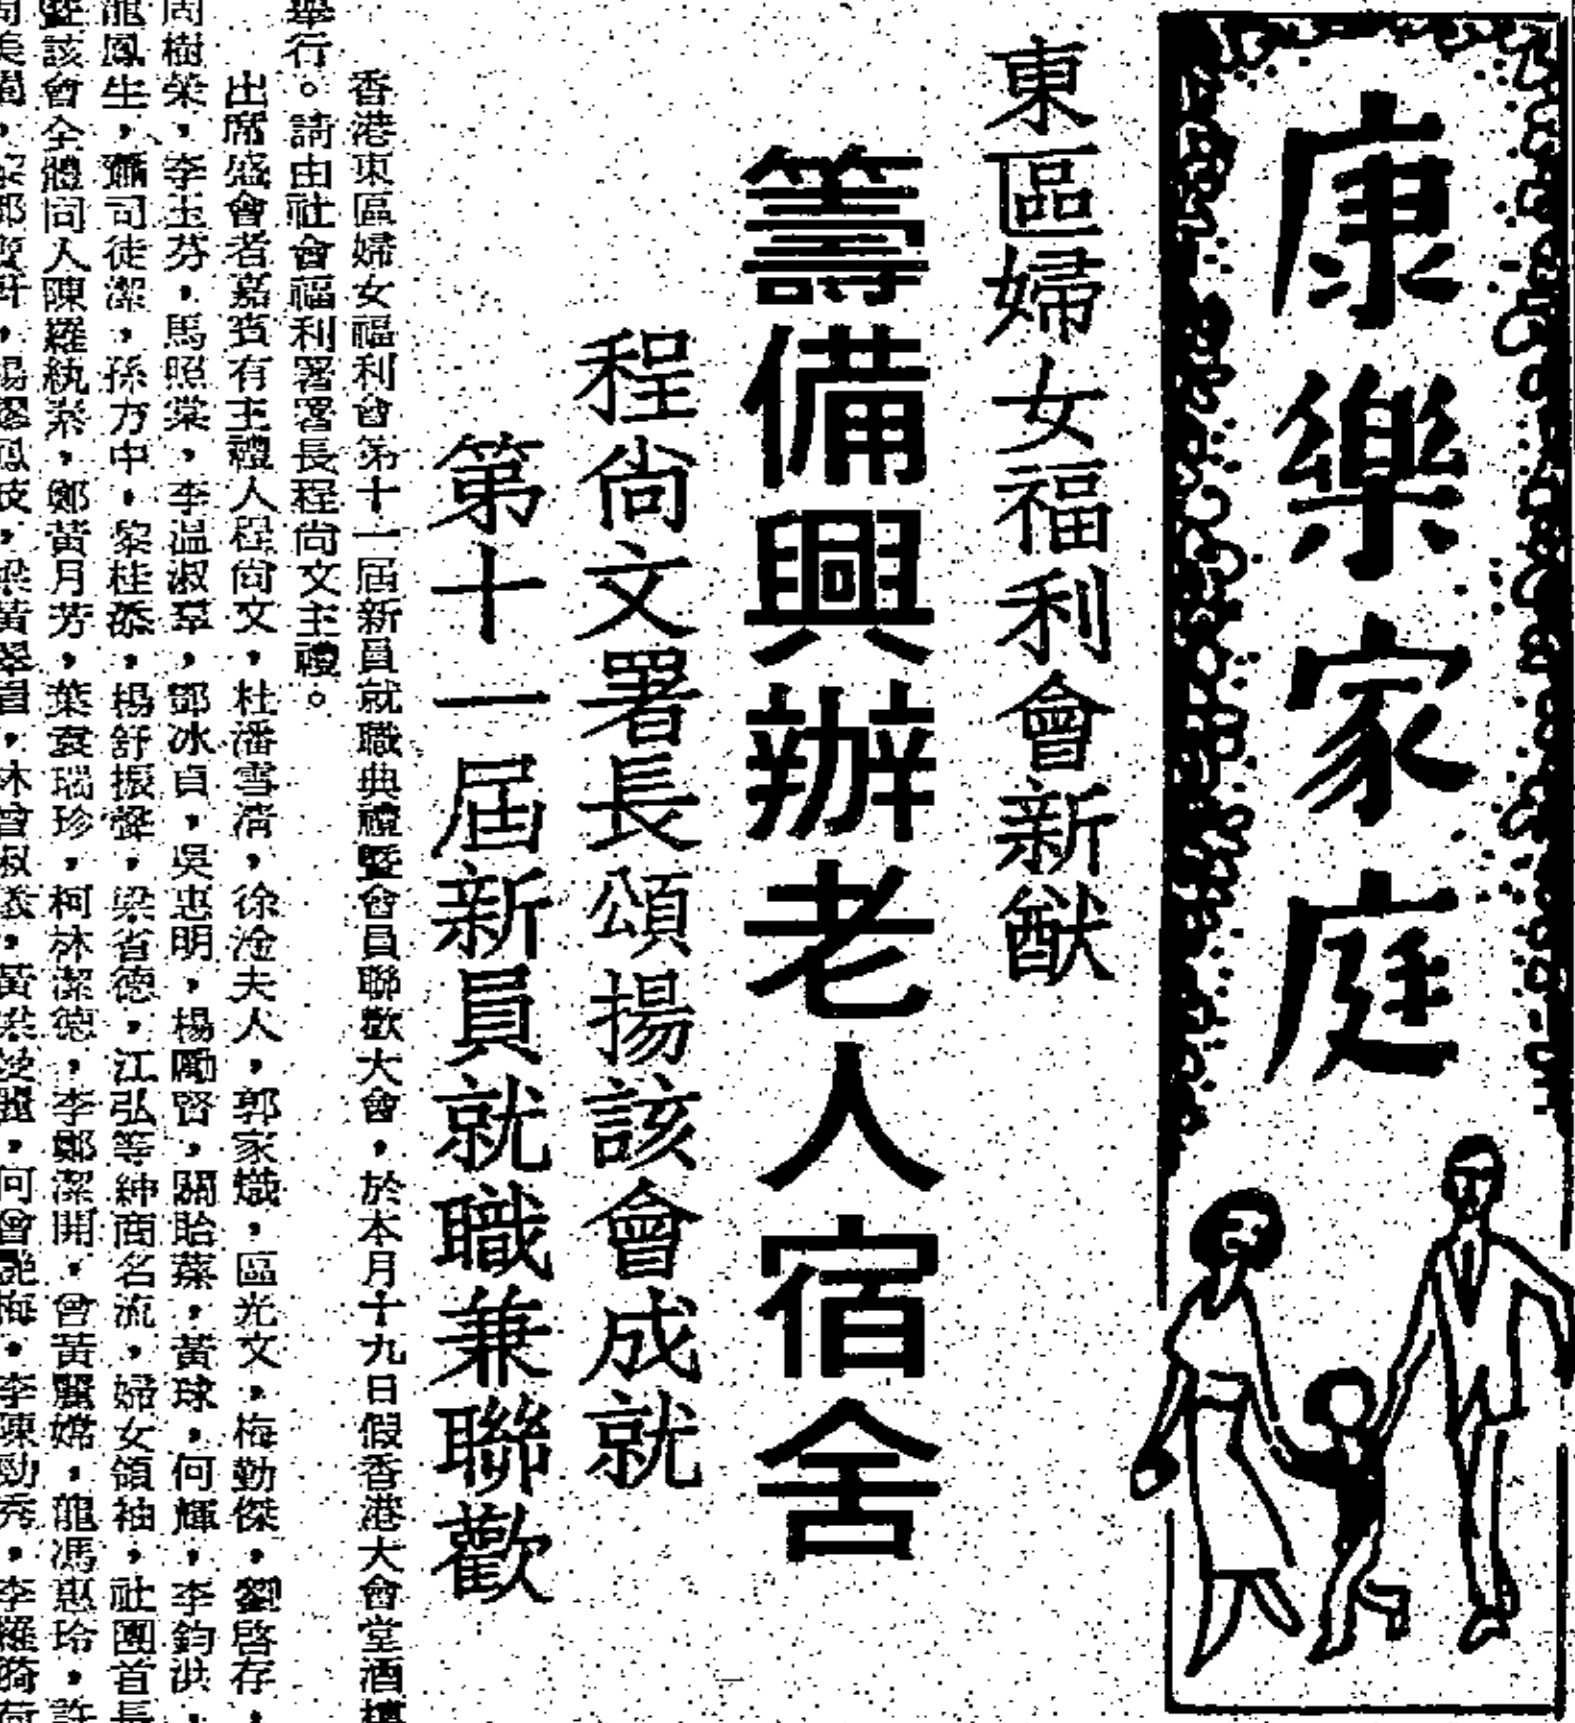 康樂家庭
東區婦女福利會新猷
籌備興辦老人宿舍
程尚文署長頌揚該會成就
第十一屆新員就職兼聯歡
香港東區婦女福利會第十一屆新員就職典禮暨會員聯歡大會，於本月十九日假香港大會堂酒樓
舉行。請由社會福利署署長程尚文主禮。
出席盛會者嘉賓有主禮人程尚文，杜潘雪清，徐淦夫人，郭家熾，區光文，梅勤傑，劉啓存，
周樹榮，李玉芬，馬照棠，李温淑羣，鄧冰貞，吳惠明，楊勵賢，關貽蓀，黃球，何輝，李鈞洪，
龍鳳生，司徒潔，孫方中，黎桂添，楊舒振聲，梁省德，江弘等紳商名流，婦女領袖，社團首長
暨該會全體同人陳羅紈素，鄭黃月芳，葉袁瑞珍，柯林潔德，李鄭潔開，曾黃麗嫦，龍馮惠玲，許